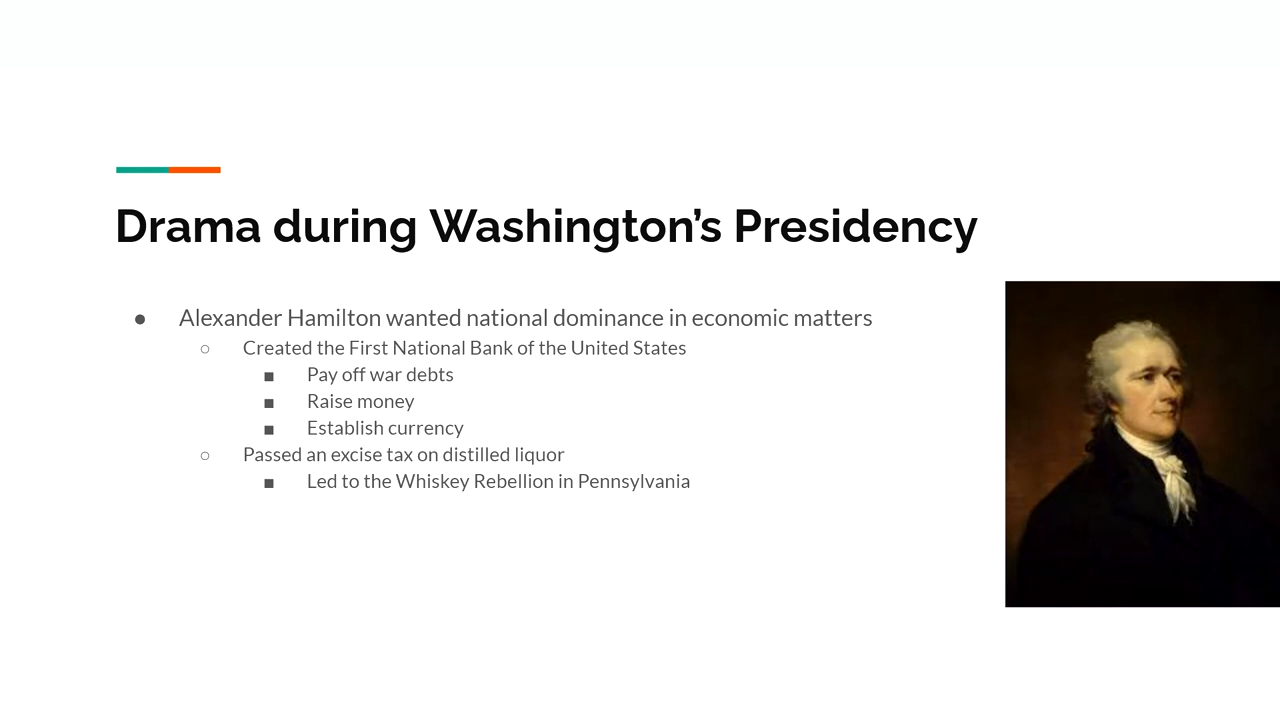 Drama during Washington’s Presidency
● Alexander Hamilton wanted national dominance in economic matters
○ Created the First National Bank of the United States
■ Pay off war debts
■ Raise money
■ Establish currency
○ Passed an excise tax on distilled liquor
■ Led to the Whiskey Rebellion in Pennsylvania